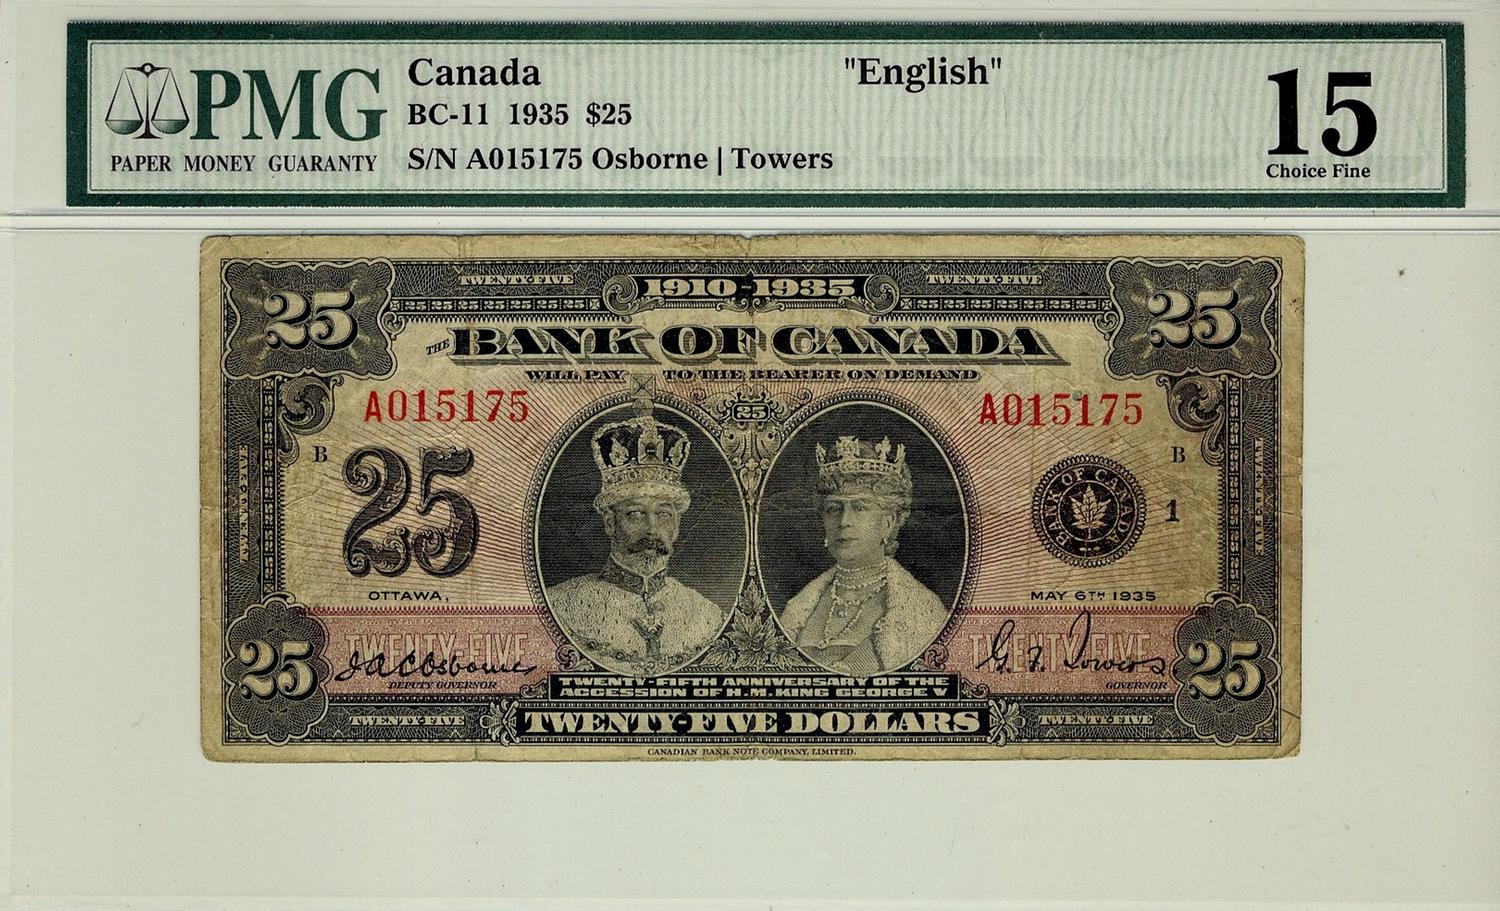 PMG
PAPER MONEY GUARANTY
Canada
BC-11 1935 $25
S/N A015175 Osborne | Towers
"English"
15
Choice Fine
25 TWENTY-FIVE 1910-1935 TWENTY-FIVE 25
THE BANK OF CANADA
WILL PAY TO THE BEARER ON DEMAND
A015175 25 A015175
B B
25 BANK OF CANADA 1
OTTAWA, MAY 6TH 1935
TWENTY-FIVE TWENTY-FIVE
25 J A C Osborne G. F. Towers 25
DEPUTY GOVERNOR GOVERNOR
TWENTY-FIFTH ANNIVERSARY OF THE
ACCESSION OF H.M. KING GEORGE V
TWENTY-FIVE TWENTY-FIVE DOLLARS TWENTY-FIVE
CANADIAN BANK NOTE COMPANY, LIMITED.